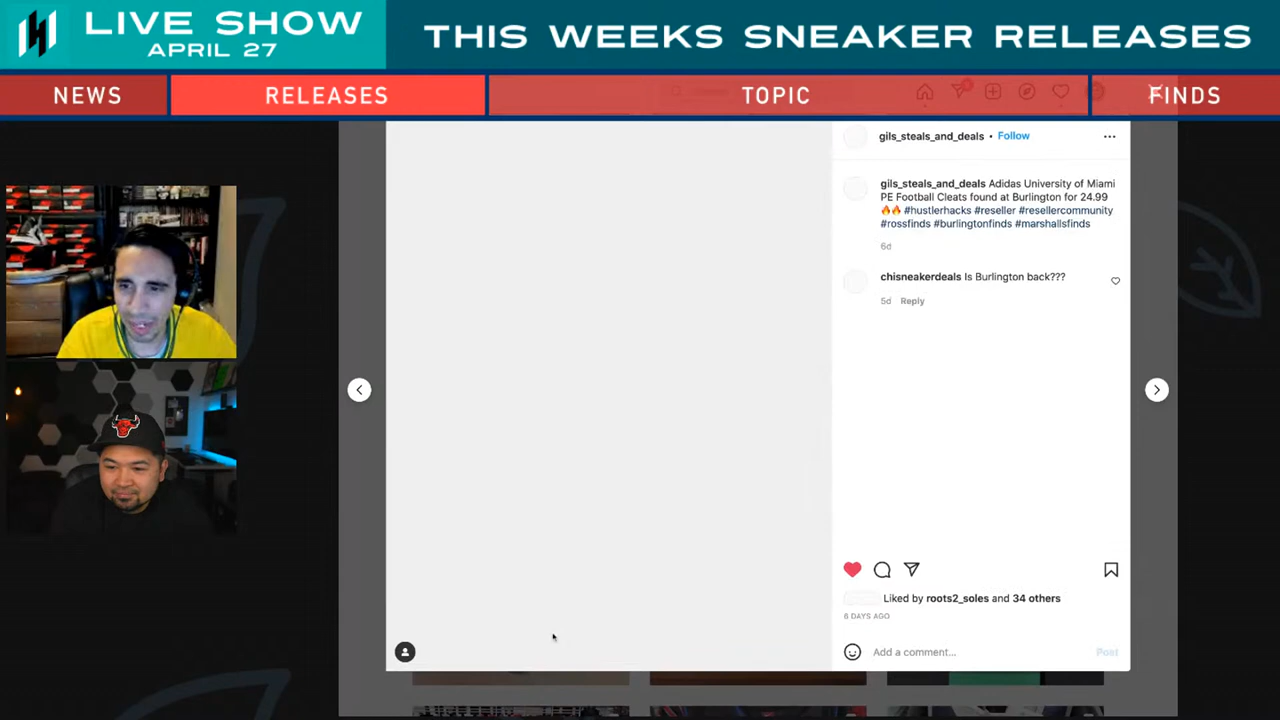 LIVE SHOW
APRIL 27
THIS WEEKS SNEAKER RELEASES
NEWS
RELEASES
TOPIC
FINDS
gils_steals_and_deals • Follow
gils_steals_and_deals Adidas University of Miami
PE Football Cleats found at Burlington for 24.99
🔥🔥 #hustlerhacks #reseller #resellercommunity
#rossfinds #burlingtonfinds #marshallsfinds
6d
chisneakerdeals Is Burlington back???
5d Reply
Liked by roots2_soles and 34 others
6 DAYS AGO
Add a comment...
Post